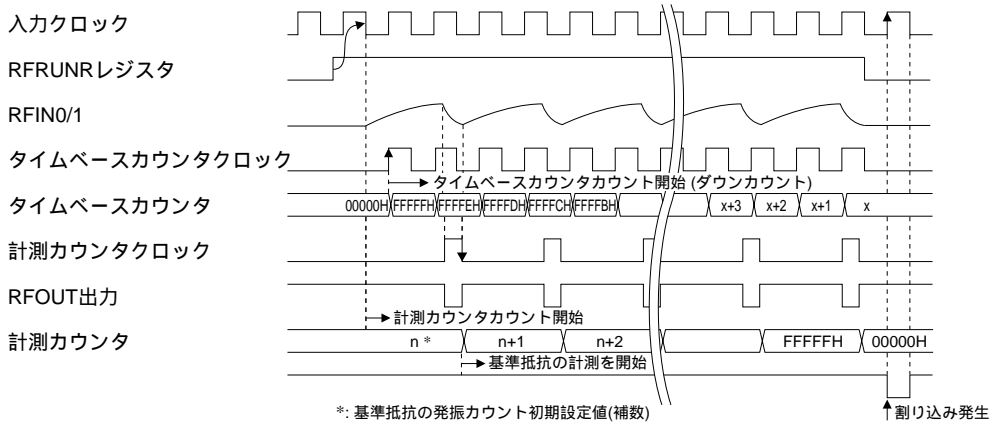 入力クロック
RFRUNRレジスタ
RFIN0/1
タイムベースカウンタクロック
タイムベースカウンタカウント開始 (ダウンカウント)
タイムベースカウンタ
00000H FFFFFH FFFFEH FFFFDH FFFFCH FFFFBH x+3 x+2 x+1 x
計測カウンタクロック
RFOUT出力
計測カウンタカウント開始
計測カウンタ
n * n+1 n+2 FFFFFH 00000H
基準抵抗の計測を開始
*: 基準抵抗の発振カウント初期設定値(補数)
割り込み発生